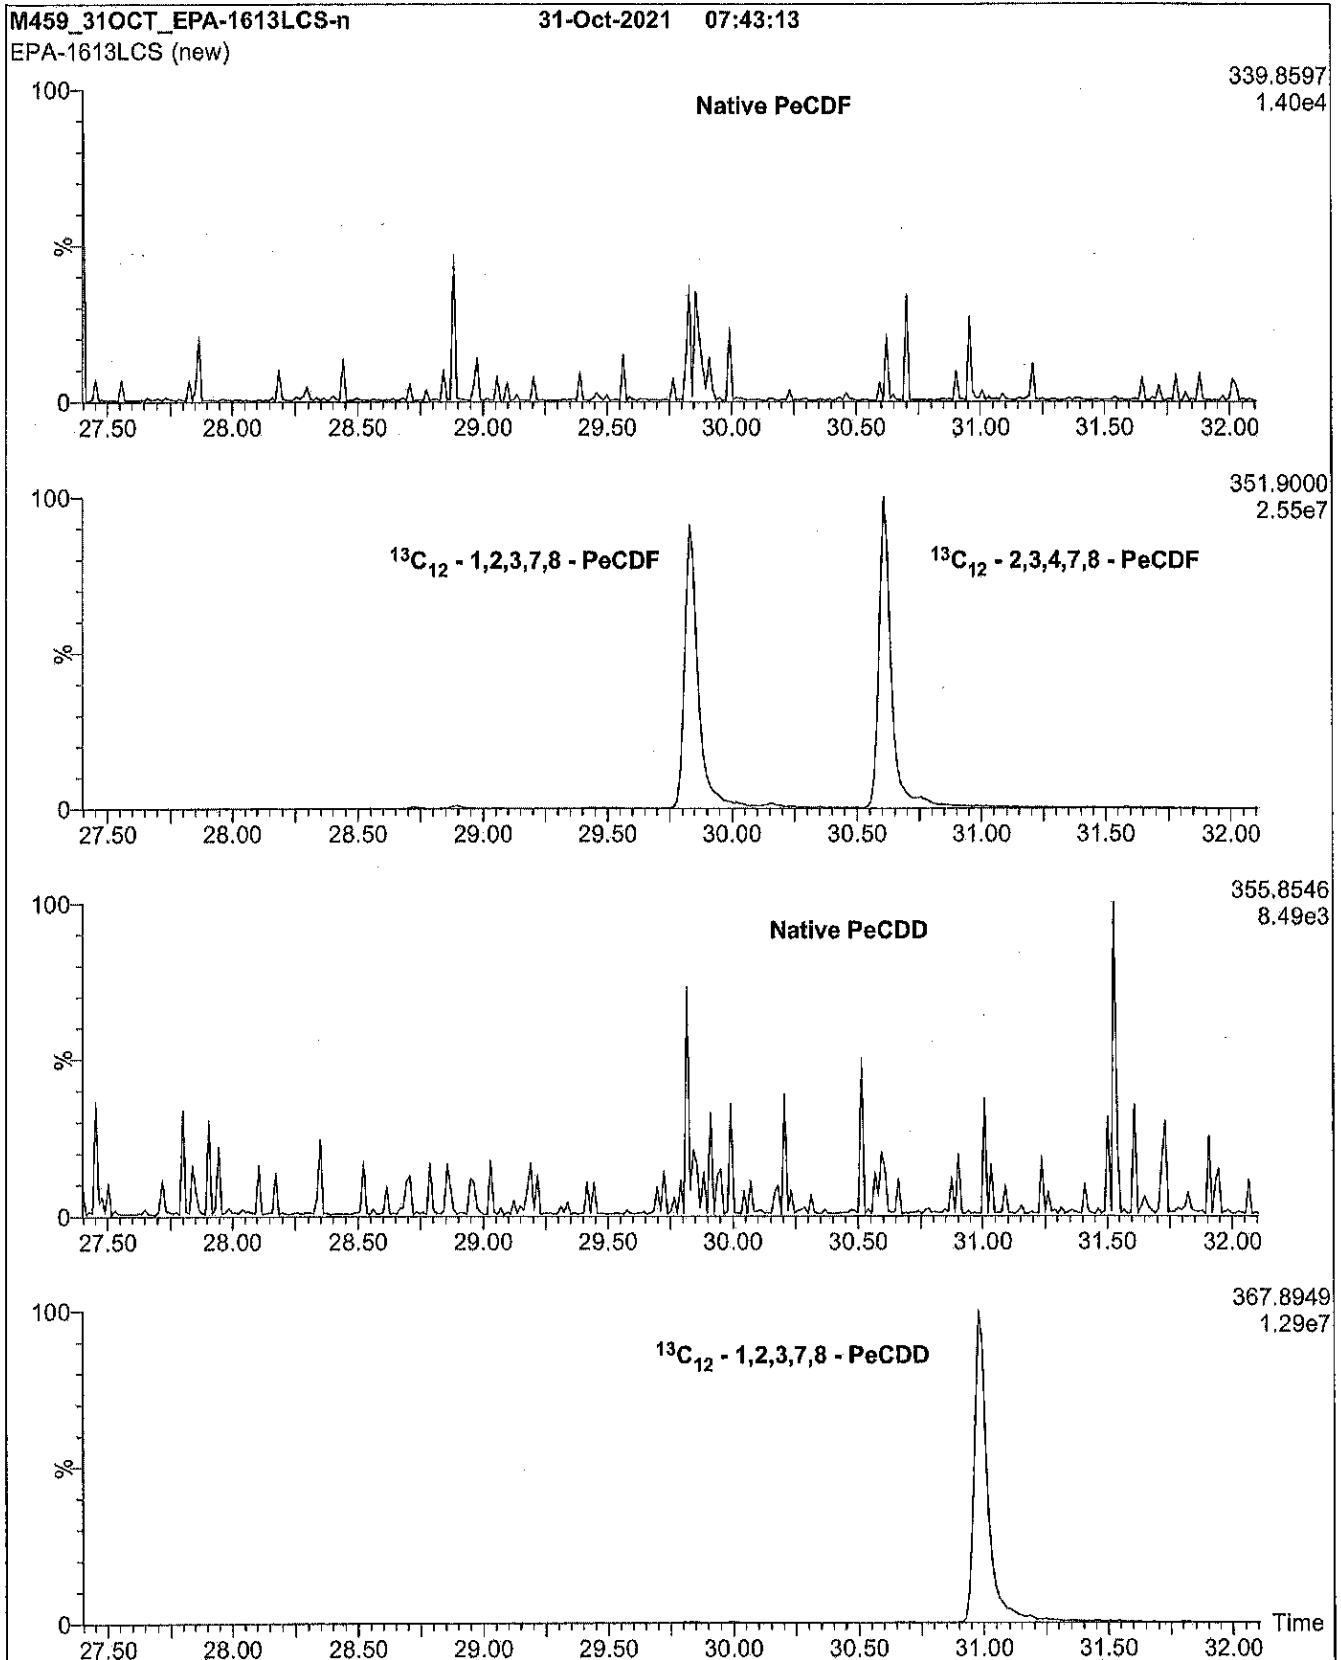 M459_31OCT_EPA-1613LCS-n 31-Oct-2021 07:43:13
EPA-1613LCS (new)
339.8597
1.40e4
Native PeCDF
100
%
0
27.50 28.00 28.50 29.00 29.50 30.00 30.50 31.00 31.50 32.00
351.9000
2.55e7
100
¹³C₁₂ - 1,2,3,7,8 - PeCDF ¹³C₁₂ - 2,3,4,7,8 - PeCDF
%
0
27.50 28.00 28.50 29.00 29.50 30.00 30.50 31.00 31.50 32.00
355.8546
8.49e3
100
Native PeCDD
%
0
27.50 28.00 28.50 29.00 29.50 30.00 30.50 31.00 31.50 32.00
367.8949
1.29e7
100
¹³C₁₂ - 1,2,3,7,8 - PeCDD
%
0 Time
27.50 28.00 28.50 29.00 29.50 30.00 30.50 31.00 31.50 32.00